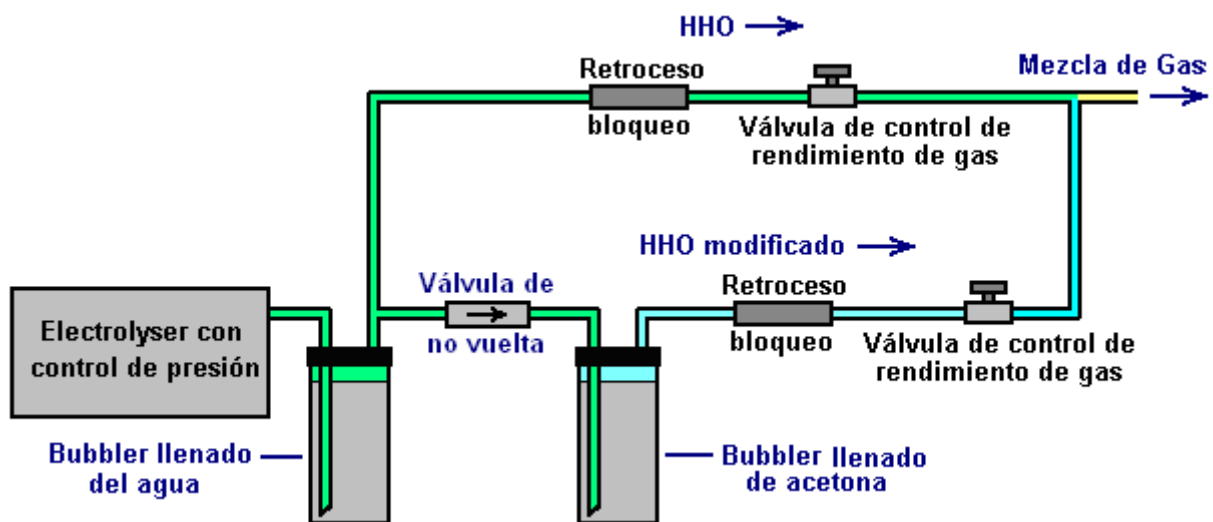 HHO
Mezcla de Gas
Retroceso
bloqueo
Válvula de control de
rendimiento de gas
HHO modificado
Válvula de
no vuelta
Retroceso
bloqueo
Válvula de control de
rendimiento de gas
Electrolyser con
control de presión
Bubbler llenado
del agua
Bubbler llenado
de acetona